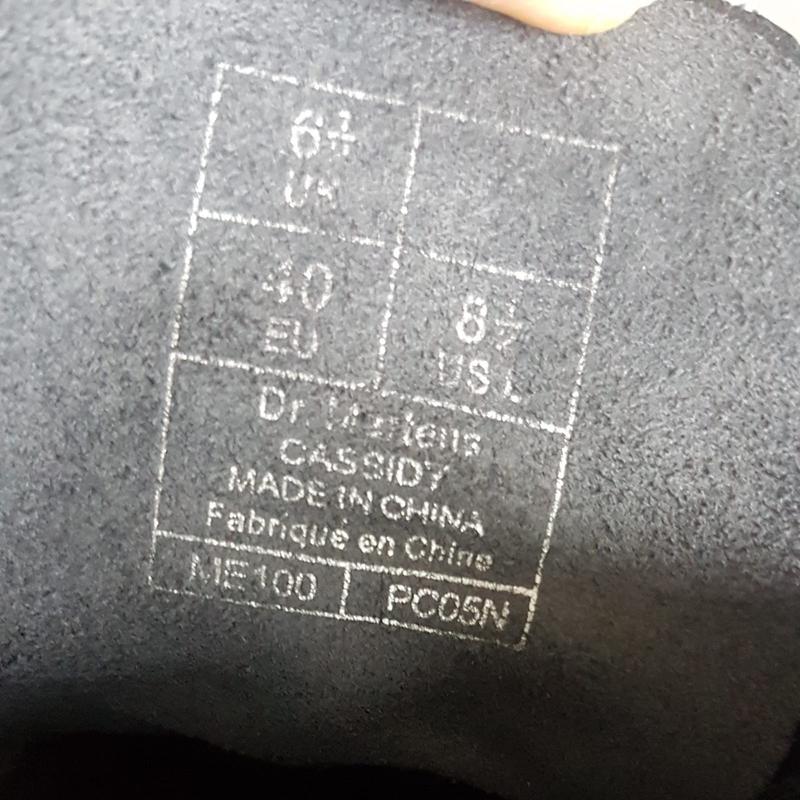 6½
UK
40
EU
8½
US L
Dr. Martens
CASSIDY
MADE IN CHINA
Fabriqué en Chine
ME100
PC05N